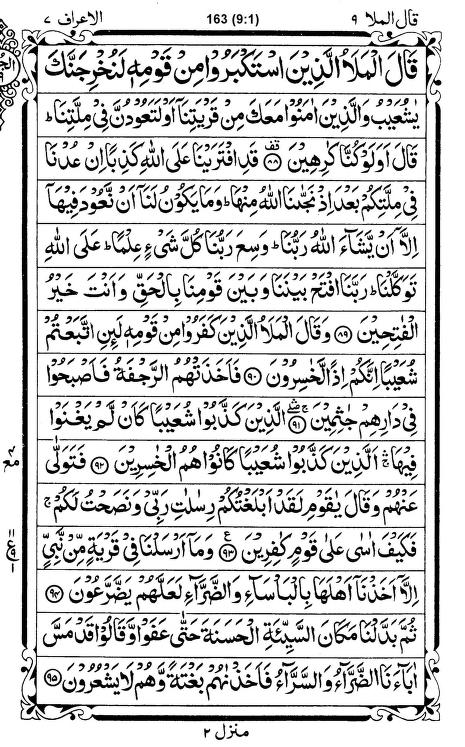 الاعراف ٧ 163 (9:1) قال الملا ٩
قَالَ الْمَلَاُ الَّذِيْنَ اسْتَكْبَرُوْا مِنْ قَوْمِهٖ لَنُخْرِجَنَّكَ
يٰشُعَيْبُ وَالَّذِيْنَ اٰمَنُوْا مَعَكَ مِنْ قَرْيَتِنَآ اَوْ لَتَعُوْدُنَّ فِيْ مِلَّتِنَا ؕ
قَالَ اَوَلَوْ كُنَّا كٰرِهِيْنَ ۟ۛ ﴿٨٨﴾ قَدِ افْتَرَيْنَا عَلَى اللّٰهِ كَذِبًا اِنْ عُدْنَا
فِيْ مِلَّتِكُمْ بَعْدَ اِذْ نَجّٰىنَا اللّٰهُ مِنْهَا ؕ وَمَا يَكُوْنُ لَنَآ اَنْ نَّعُوْدَ فِيْهَآ
اِلَّآ اَنْ يَّشَآءَ اللّٰهُ رَبُّنَا ؕ وَسِعَ رَبُّنَا كُلَّ شَيْءٍ عِلْمًا ؕ عَلَى اللّٰهِ
تَوَكَّلْنَا ؕ رَبَّنَا افْتَحْ بَيْنَنَا وَبَيْنَ قَوْمِنَا بِالْحَقِّ وَاَنْتَ خَيْرُ
الْفٰتِحِيْنَ ﴿٨٩﴾ وَقَالَ الْمَلَاُ الَّذِيْنَ كَفَرُوْا مِنْ قَوْمِهٖ لَئِنِ اتَّبَعْتُمْ
شُعَيْبًا اِنَّكُمْ اِذًا لَّخٰسِرُوْنَ ﴿٩٠﴾ فَاَخَذَتْهُمُ الرَّجْفَةُ فَاَصْبَحُوْا
فِيْ دَارِهِمْ جٰثِمِيْنَ ﴿٩١﴾ الَّذِيْنَ كَذَّبُوْا شُعَيْبًا كَاَنْ لَّمْ يَغْنَوْا
فِيْهَا ۛۚ اَلَّذِيْنَ كَذَّبُوْا شُعَيْبًا كَانُوْا هُمُ الْخٰسِرِيْنَ ﴿٩٢﴾ فَتَوَلّٰى
عَنْهُمْ وَقَالَ يٰقَوْمِ لَقَدْ اَبْلَغْتُكُمْ رِسٰلٰتِ رَبِّيْ وَنَصَحْتُ لَكُمْ ۚ
فَكَيْفَ اٰسٰى عَلٰى قَوْمٍ كٰفِرِيْنَ ﴿٩٣﴾ وَمَآ اَرْسَلْنَا فِيْ قَرْيَةٍ مِّنْ نَّبِيٍّ
اِلَّآ اَخَذْنَآ اَهْلَهَا بِالْبَاْسَآءِ وَالضَّرَّآءِ لَعَلَّهُمْ يَضَّرَّعُوْنَ ﴿٩٤﴾
ثُمَّ بَدَّلْنَا مَكَانَ السَّيِّئَةِ الْحَسَنَةَ حَتّٰى عَفَوْا وَّقَالُوْا قَدْ مَسَّ
اٰبَآءَنَا الضَّرَّآءُ وَالسَّرَّآءُ فَاَخَذْنٰهُمْ بَغْتَةً وَّهُمْ لَا يَشْعُرُوْنَ ﴿٩٥﴾
منزل ٢